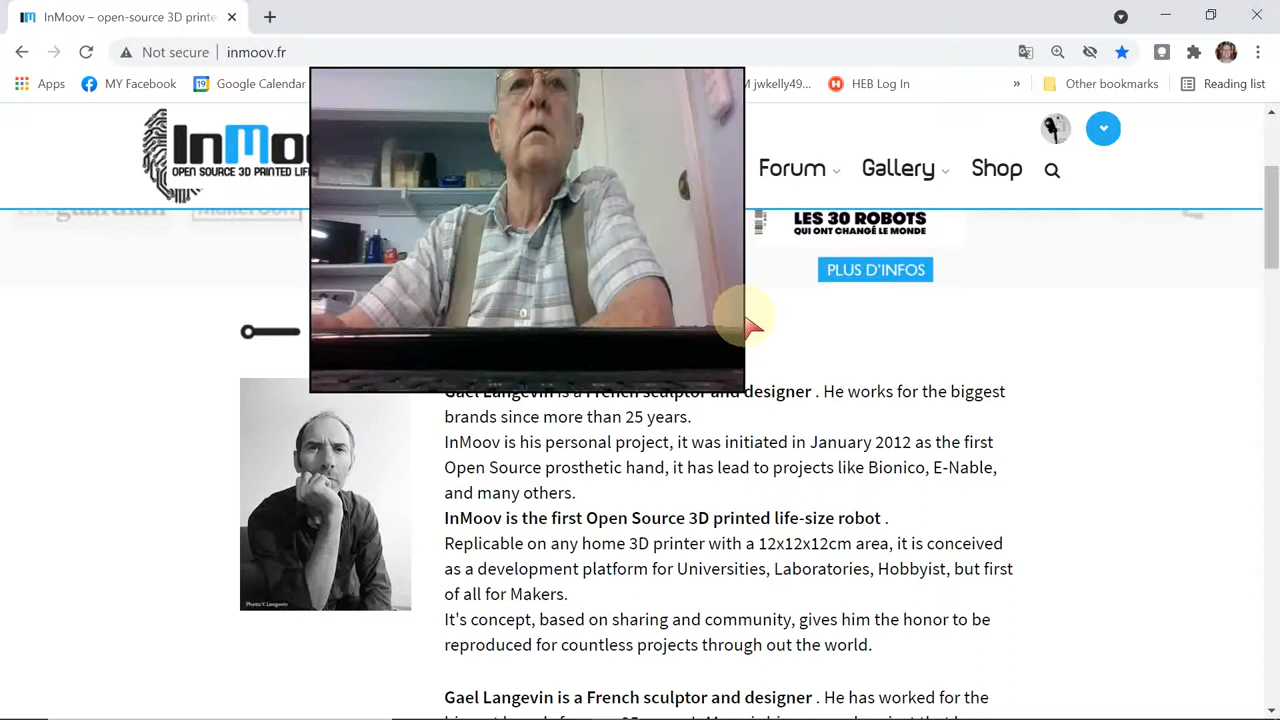 InMoov – open-source 3D printe
Not secure
inmoov.fr
Apps
MY Facebook
Google Calendar
M jwkelly49...
HEB Log In
»
Other bookmarks
Reading list
InMoo
OPEN SOURCE 3D PRINTED LIF
Forum
Gallery
Shop
theguardian
LES 30 ROBOTS
QUI ONT CHANGÉ LE MONDE
PLUS D'INFOS
Gael Langevin is a French sculptor and designer . He works for the biggest
brands since more than 25 years.
InMoov is his personal project, it was initiated in January 2012 as the first
Open Source prosthetic hand, it has lead to projects like Bionico, E-Nable,
and many others.
InMoov is the first Open Source 3D printed life-size robot .
Replicable on any home 3D printer with a 12x12x12cm area, it is conceived
as a development platform for Universities, Laboratories, Hobbyist, but first
of all for Makers.
It's concept, based on sharing and community, gives him the honor to be
reproduced for countless projects through out the world.
Photo:Y. Langevin
Gael Langevin is a French sculptor and designer . He has worked for the